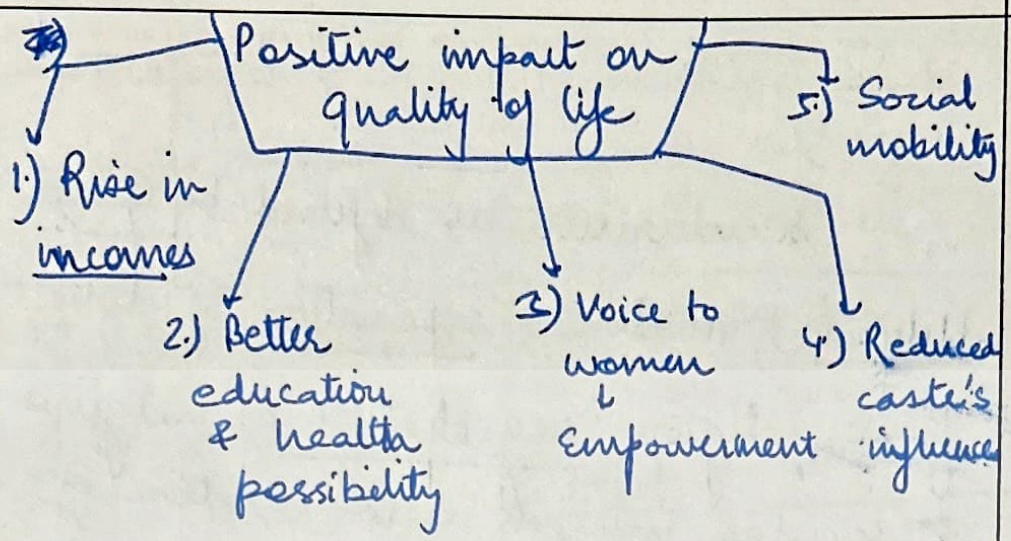 Positive impact on
quality of life
1.) Rise in
incomes
2.) Better
education
& health
possibility
3.) Voice to
women
↓
Empowerment
4.) Reduced
caste's
influence
5.) Social
mobility